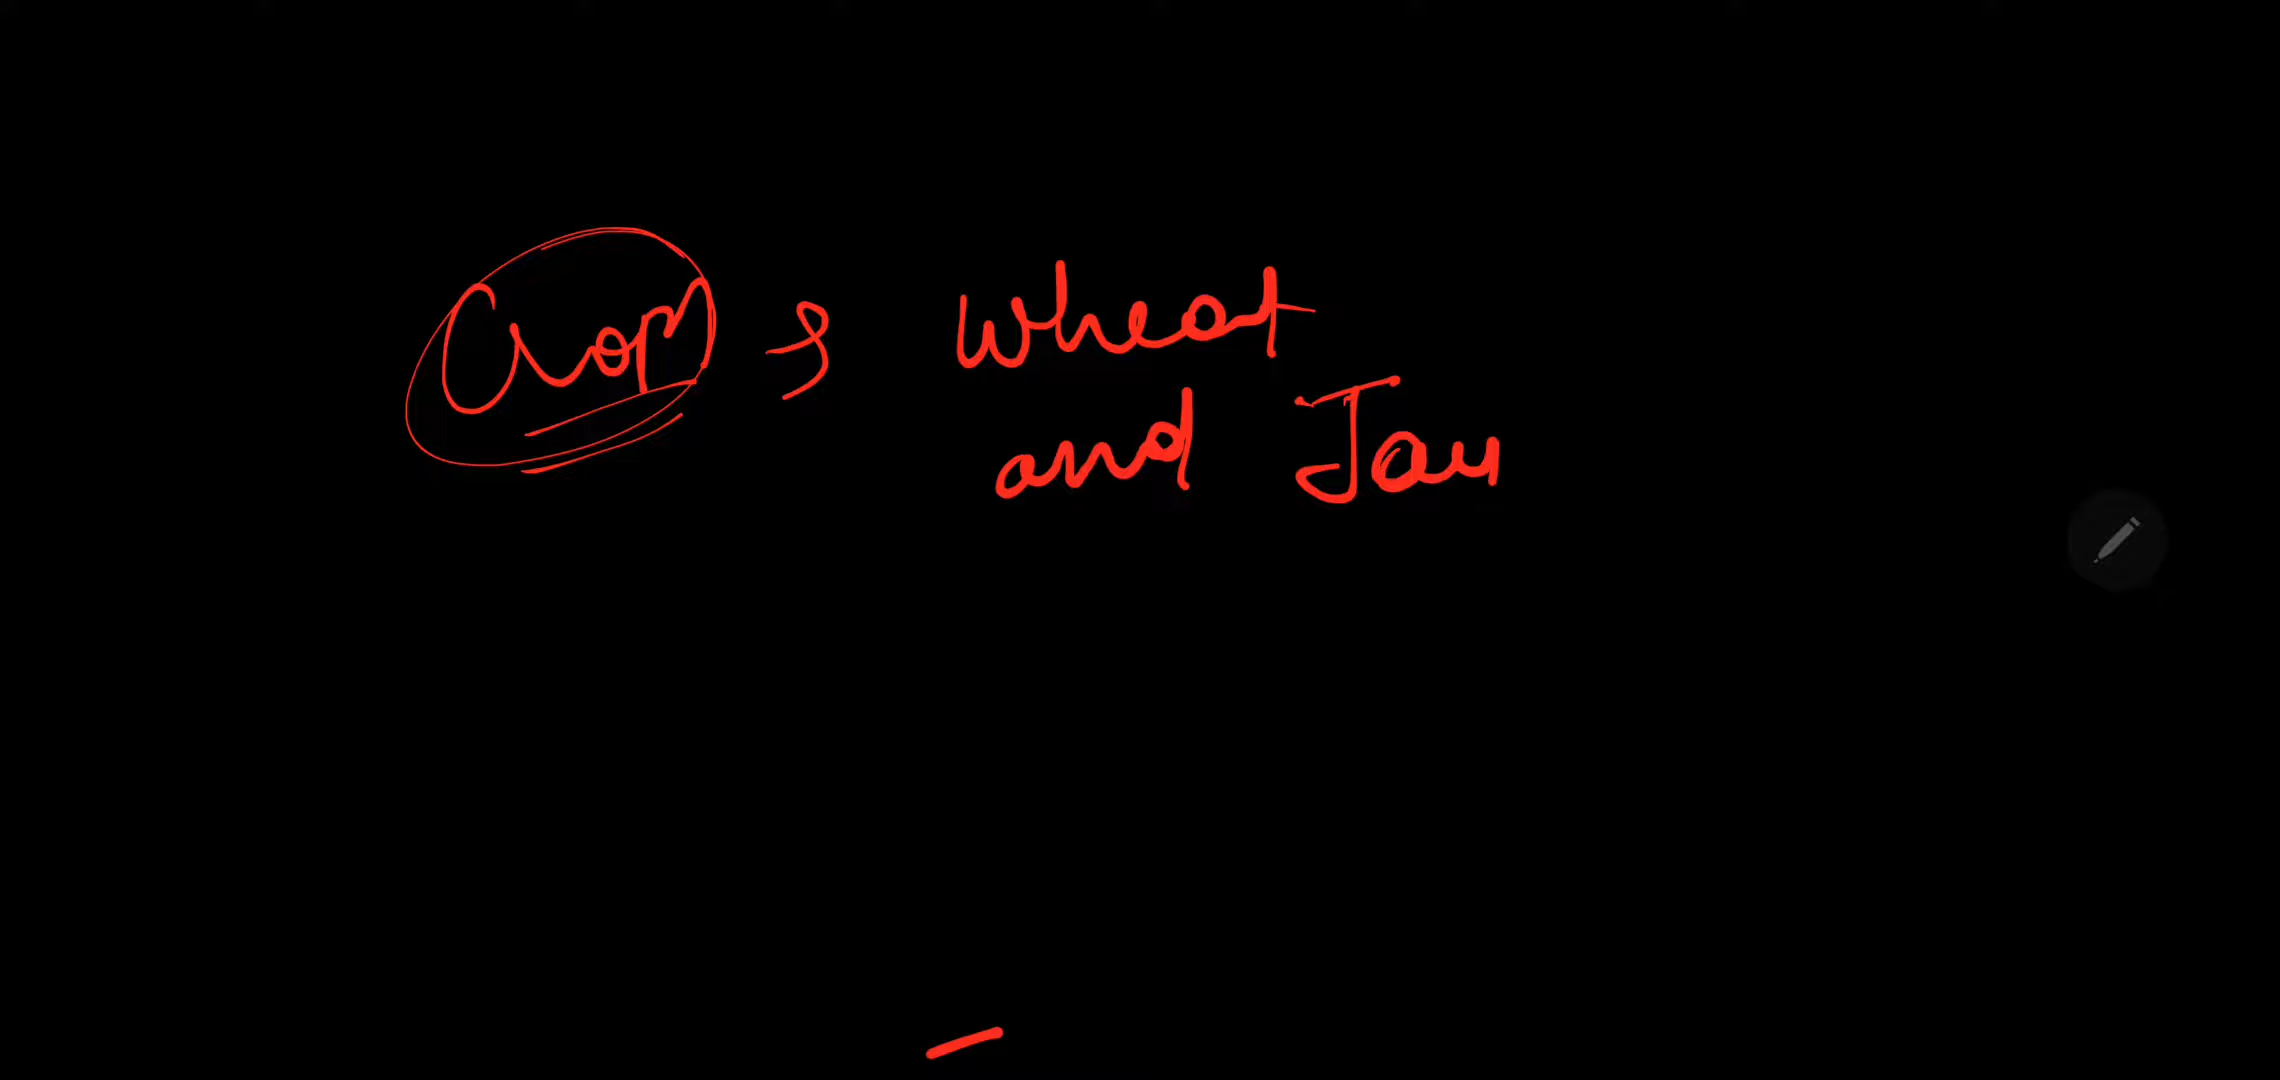 Crop → Wheat
and Jau